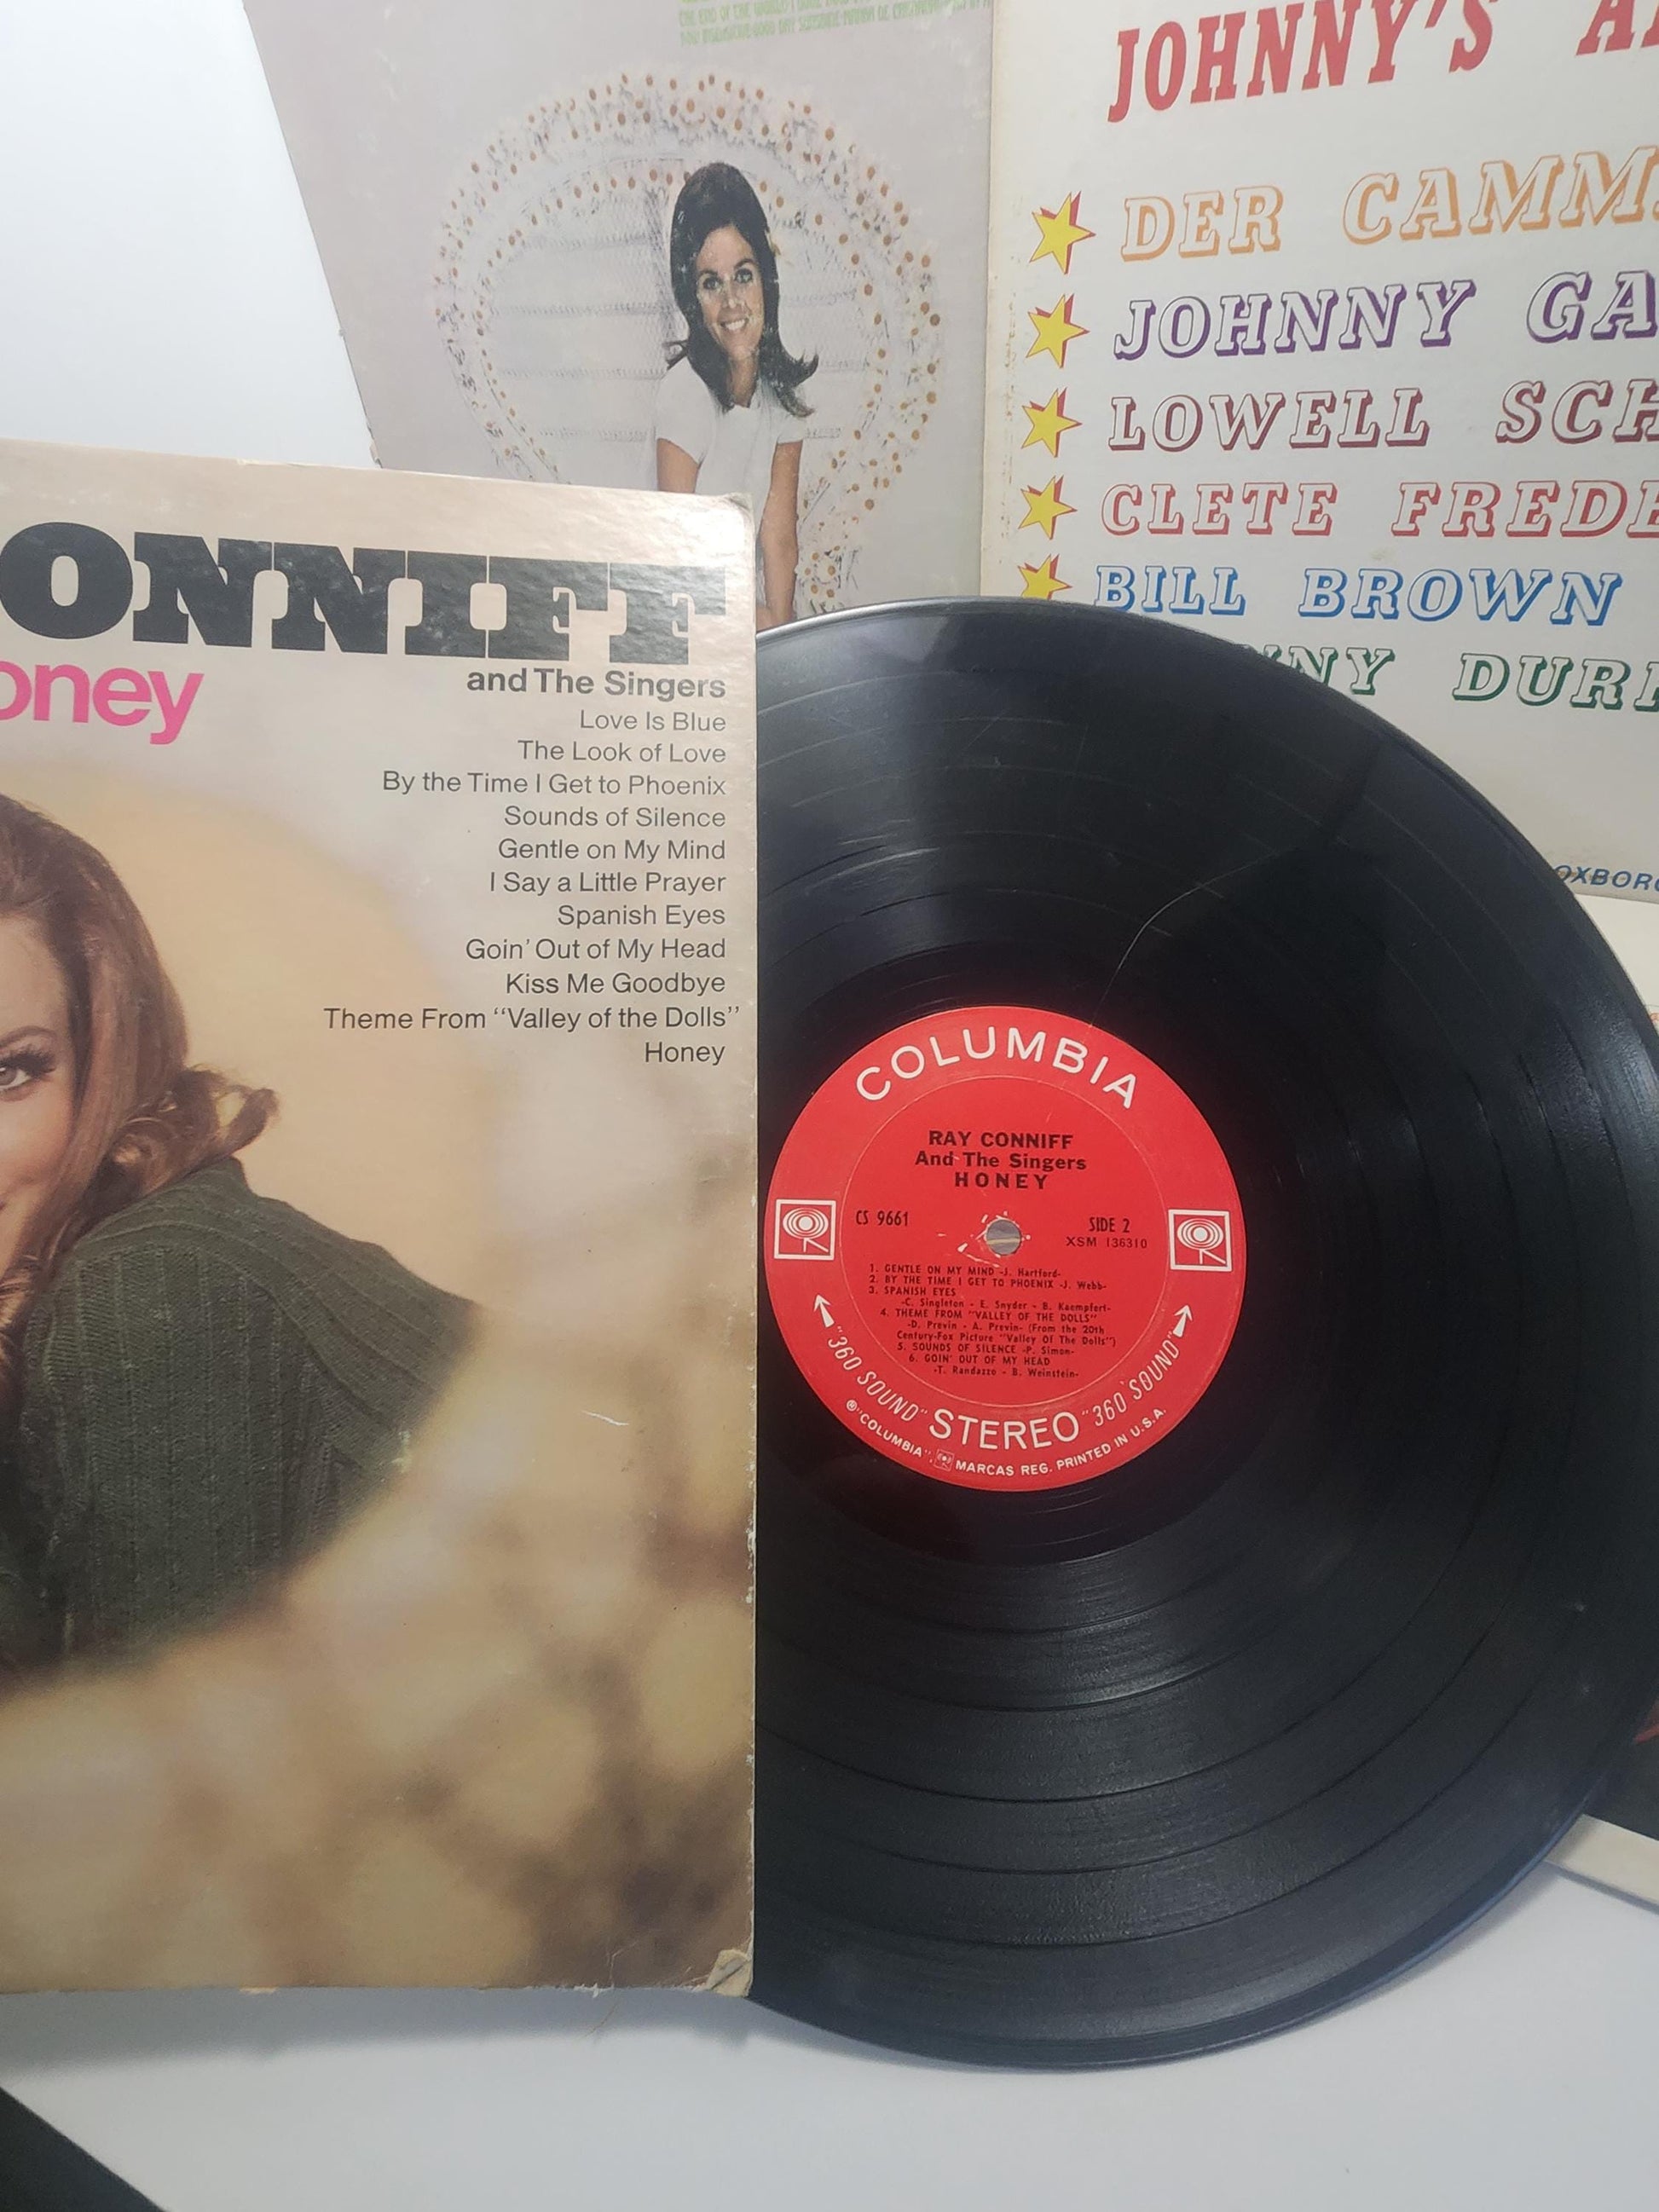 JOHNNY'S
DER CAMM
JOHNNY GA
LOWELL SCH
CLETE FREDE
BILL BROWN
NNY DUR
OXBORO
ONNIFF
oney
and The Singers
Love Is Blue
The Look of Love
By the Time I Get to Phoenix
Sounds of Silence
Gentle on My Mind
I Say a Little Prayer
Spanish Eyes
Goin' Out of My Head
Kiss Me Goodbye
Theme From "Valley of the Dolls"
Honey
COLUMBIA
RAY CONNIFF
And The Singers
HONEY
CS 9661
SIDE 2
XSM 136310
1. GENTLE ON MY MIND -J. Hartford-
2. BY THE TIME I GET TO PHOENIX -J. Webb-
3. SPANISH EYES
-C. Singleton - E. Snyder - B. Kaempfert-
4. THEME FROM "VALLEY OF THE DOLLS"
-D. Previn - A. Previn- (From the 20th
Century-Fox Picture "Valley Of The Dolls")
5. SOUNDS OF SILENCE -P. Simon-
6. GOIN' OUT OF MY HEAD
-T. Randazzo - B. Weinstein-
"360 SOUND" STEREO "360 SOUND"
® "COLUMBIA", MARCAS REG. PRINTED IN U.S.A.